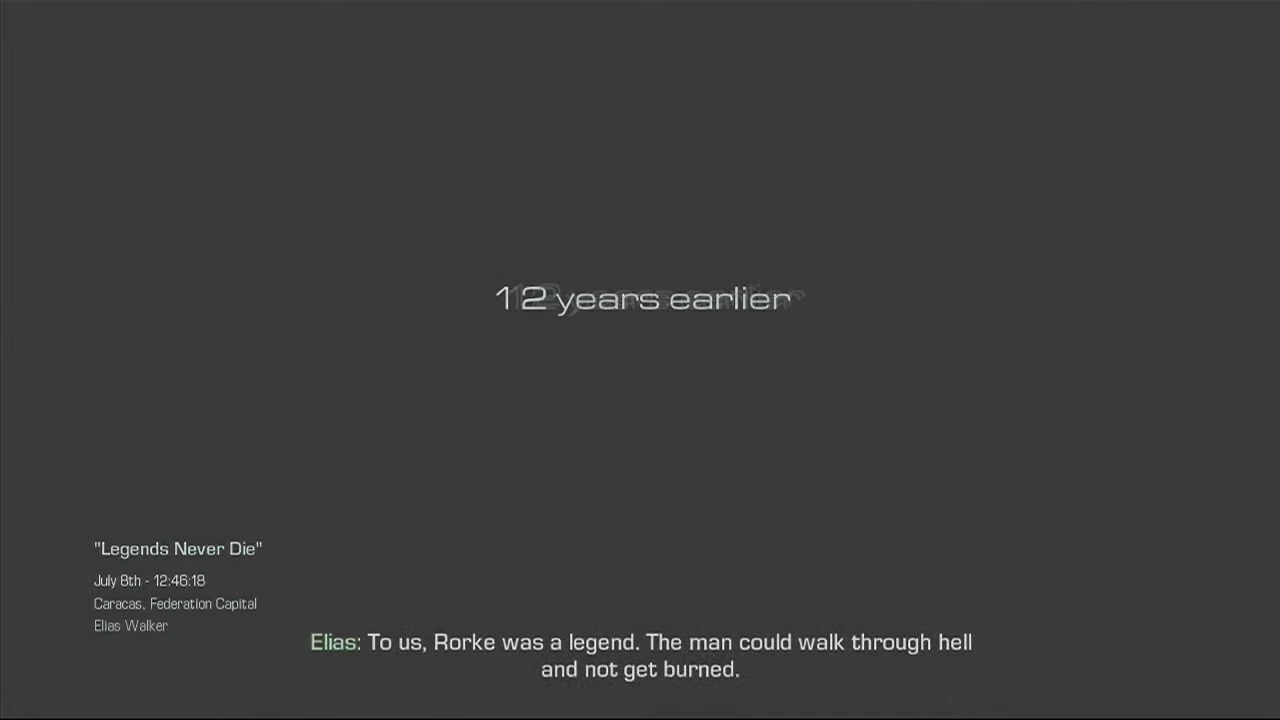 12 years earlier
"Legends Never Die"
July 8th - 12:46:18
Caracas, Federation Capital
Elias Walker
Elias: To us, Rorke was a legend. The man could walk through hell
and not get burned.